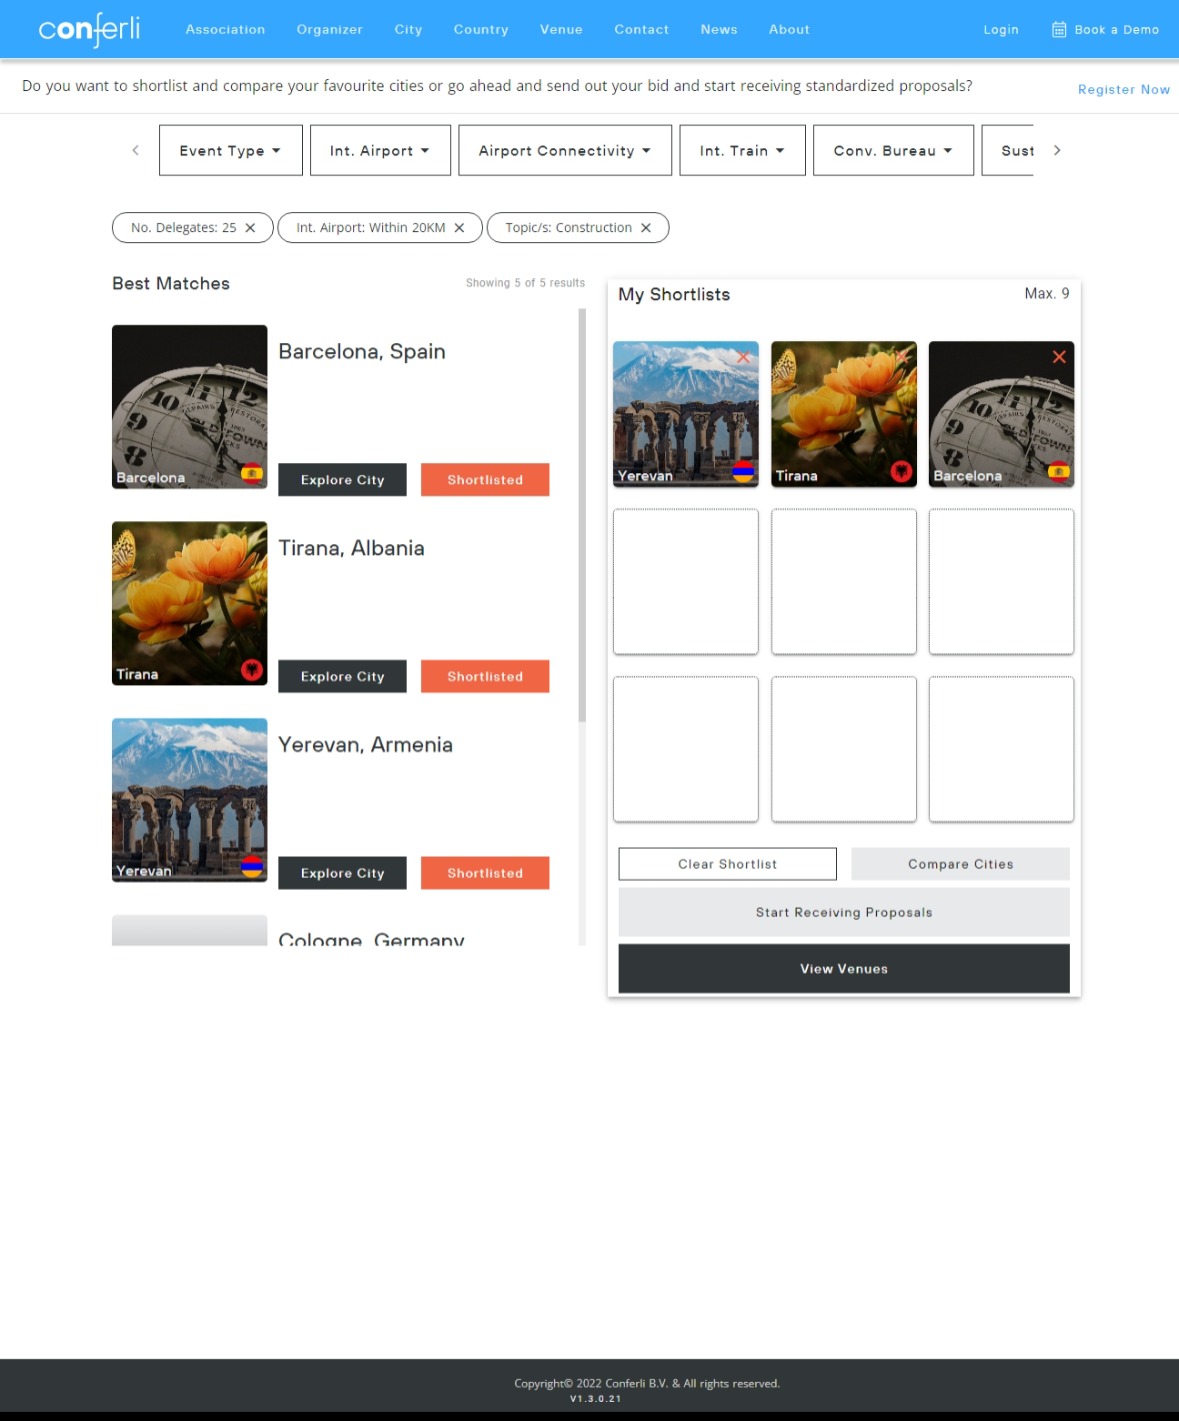 conferli
Association Organizer City Country Venue Contact News About Login Book a Demo
Do you want to shortlist and compare your favourite cities or go ahead and send out your bid and start receiving standardized proposals?
Register Now
Event Type Int. Airport Airport Connectivity Int. Train Conv. Bureau Sust
No. Delegates: 25 Int. Airport: Within 20KM Topic/s: Construction
Best Matches
Showing 5 of 5 results
Barcelona, Spain
Barcelona
Explore City Shortlisted
Tirana, Albania
Tirana
Explore City Shortlisted
Yerevan, Armenia
Yerevan
Explore City Shortlisted
Cologne, Germany
My Shortlists
Max. 9
Yerevan Tirana Barcelona
Clear Shortlist Compare Cities
Start Receiving Proposals
View Venues
Copyright© 2022 Conferli B.V. & All rights reserved.
V1.3.0.21